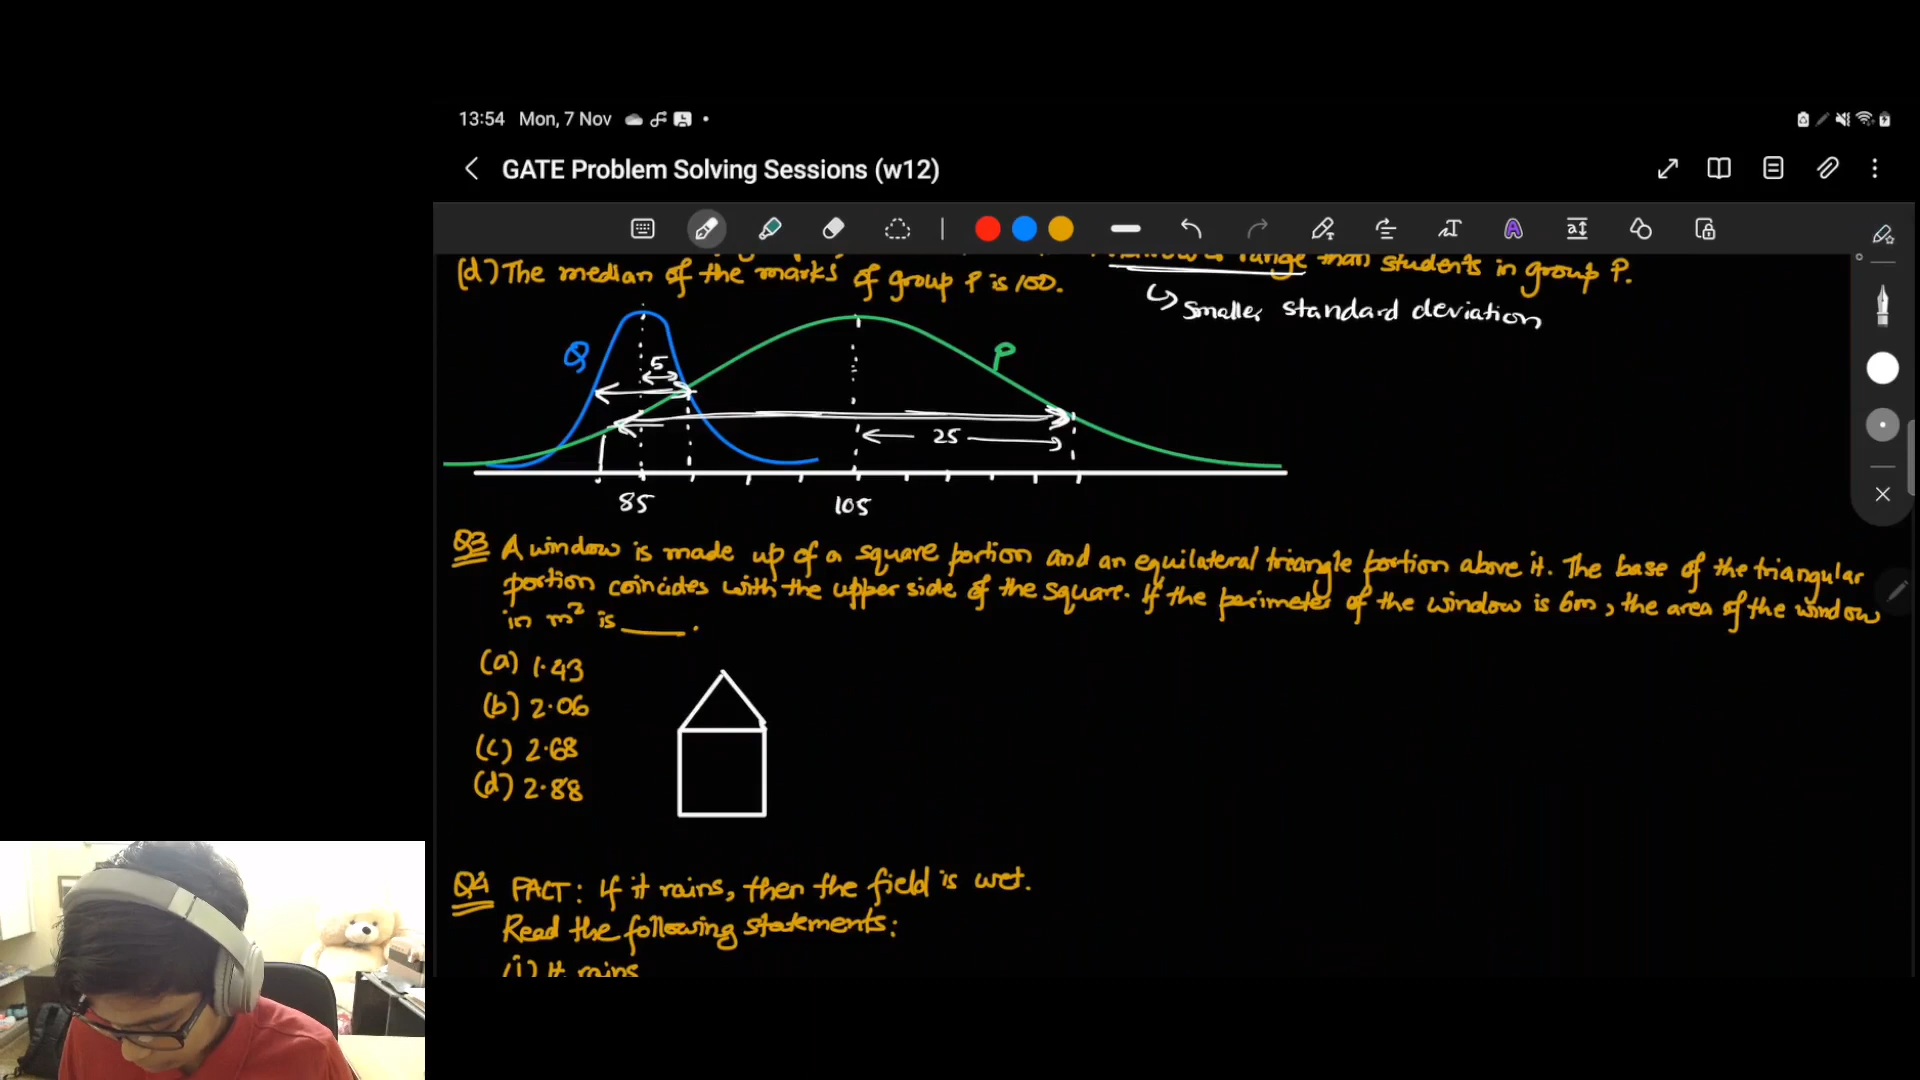 13:54 Mon, 7 Nov
GATE Problem Solving Sessions (w12)
range than students in group P.
(d) The median of the marks of group P is 100.
↳ Smaller standard deviation
Q
5
P
25
85
105
Q3 A window is made up of a square portion and an equilateral triangle portion above it. The base of the triangular
portion coincides with the upper side of the square. If the perimeter of the window is 6m, the area of the window
in m² is ____.
(a) 1.43
(b) 2.06
(c) 2.68
(d) 2.88
Q4 FACT: If it rains, then the field is wet.
Read the following statements:
(i) It rains